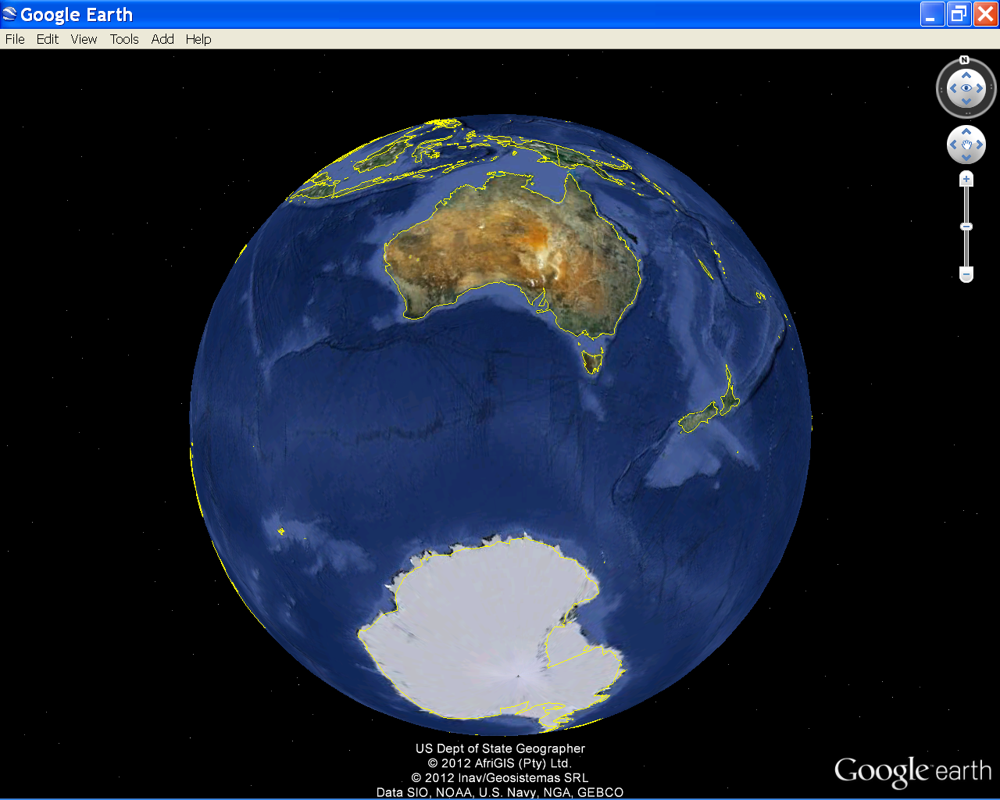 Google Earth
File Edit View Tools Add Help
N
US Dept of State Geographer
© 2012 AfriGIS (Pty) Ltd.
© 2012 Inav/Geosistemas SRL
Data SIO, NOAA, U.S. Navy, NGA, GEBCO
Google earth